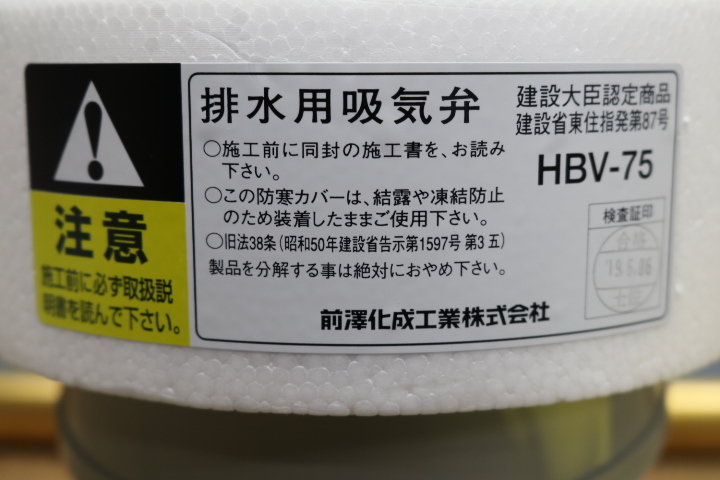 注意
施工前に必ず取扱説
明書を読んで下さい。
排水用吸気弁
建設大臣認定商品
建設省東住指発第87号
HBV-75
○施工前に同封の施工書を、お読み
下さい。
○この防寒カバーは、結露や凍結防止
のため装着したままご使用下さい。
○旧法38条（昭和50年建設省告示第1597号 第3 五）
製品を分解する事は絶対におやめ下さい。
検査証印
合格
19.6.06
前澤化成工業株式会社